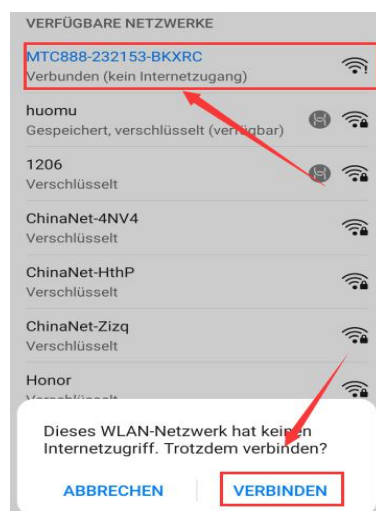 VERFÜGBARE NETZWERKE
MTC888-232153-BKXRC
Verbunden (kein Internetzugang)
huomu
Gespeichert, verschlüsselt (verfügbar)
1206
Verschlüsselt
ChinaNet-4NV4
Verschlüsselt
ChinaNet-HthP
Verschlüsselt
ChinaNet-Zizq
Verschlüsselt
Honor
Verschlüsselt
Dieses WLAN-Netzwerk hat keinen
Internetzugriff. Trotzdem verbinden?
ABBRECHEN VERBINDEN